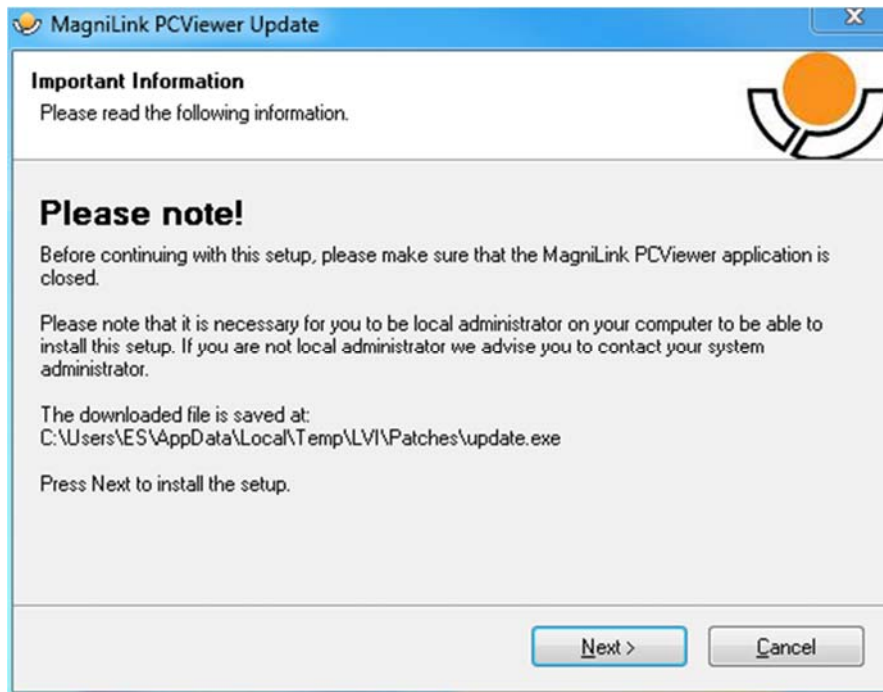 MagniLink PCViewer Update
Important Information
Please read the following information.
Please note!
Before continuing with this setup, please make sure that the MagniLink PCViewer application is
closed.
Please note that it is necessary for you to be local administrator on your computer to be able to
install this setup. If you are not local administrator we advise you to contact your system
administrator.
The downloaded file is saved at:
C:\Users\ES\AppData\Local\Temp\LVI\Patches\update.exe
Press Next to install the setup.
Next >
Cancel